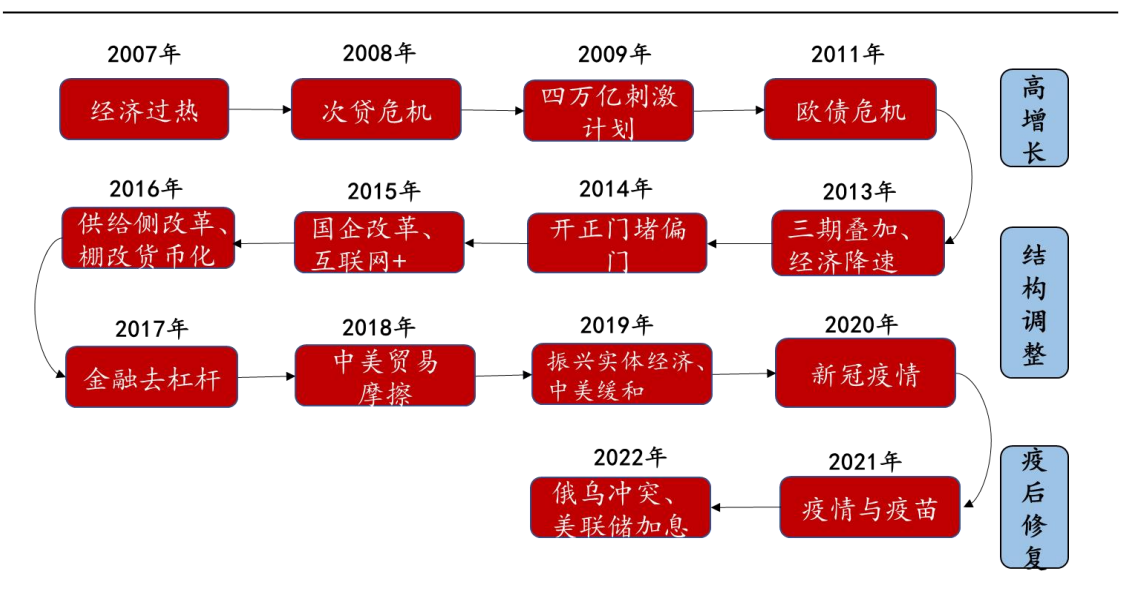 2007年
2008年
2009年
2011年
经济过热
次贷危机
四万亿刺激
计划
欧债危机
高
增
长
2016年
2015年
2014年
2013年
供给侧改革、
棚改货币化
国企改革、
互联网+
开正门堵偏
门
三期叠加、
经济降速
结
构
调
整
2017年
2018年
2019年
2020年
金融去杠杆
中美贸易
摩擦
振兴实体经济、
中美缓和
新冠疫情
2022年
2021年
俄乌冲突、
美联储加息
疫情与疫苗
疫
后
修
复